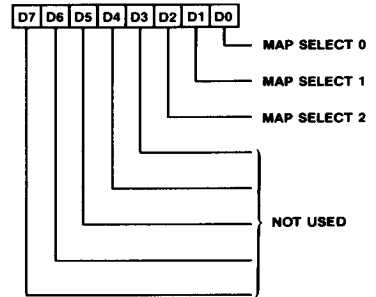 D7 D6 D5 D4 D3 D2 D1 D0
MAP SELECT 0
MAP SELECT 1
MAP SELECT 2
NOT USED